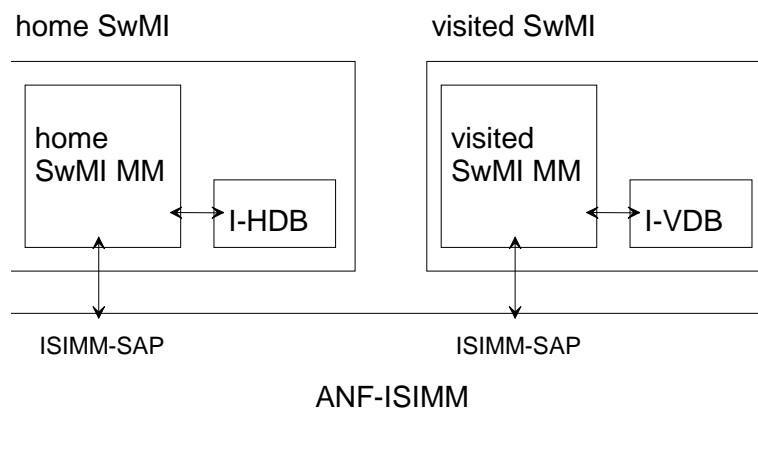 home SwMI
visited SwMI
home
SwMI MM
I-HDB
visited
SwMI MM
I-VDB
ISIMM-SAP
ISIMM-SAP
ANF-ISIMM